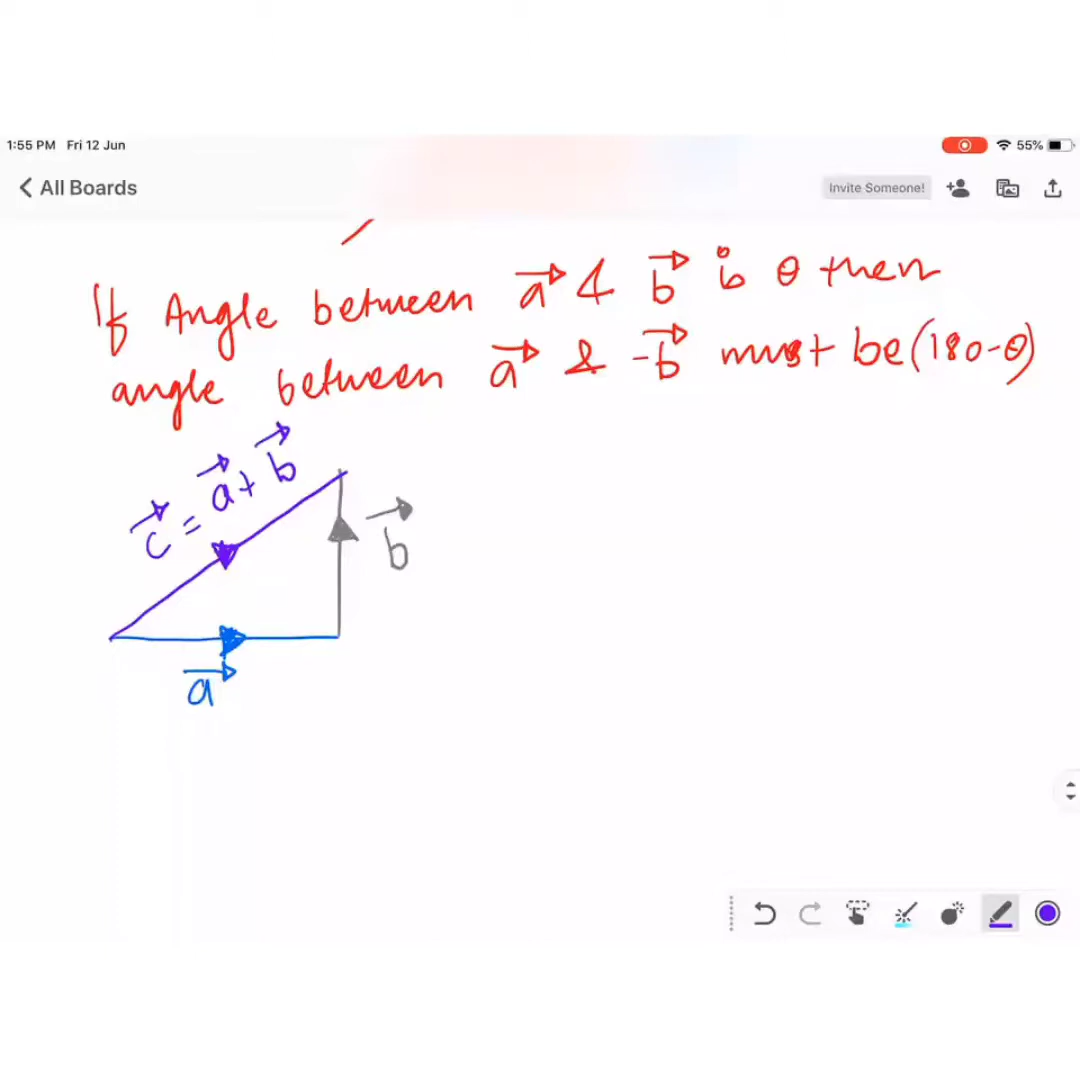 1:55 PM Fri 12 Jun
55%
All Boards
Invite Someone!
If Angle between a⃗ & b⃗ is θ then
angle between a⃗ & -b⃗ must be (180-θ)
c⃗ = a⃗ + b⃗
b⃗
a⃗